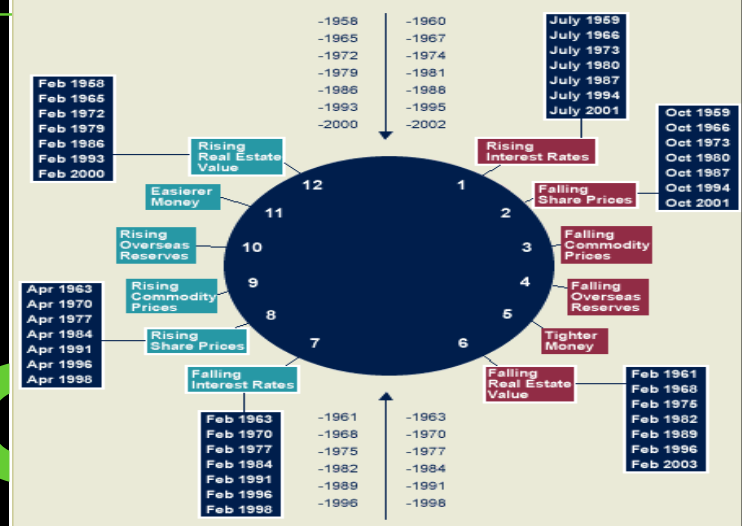 -1958
-1965
-1972
-1979
-1986
-1993
-2000
-1960
-1967
-1974
-1981
-1988
-1995
-2002
July 1959
July 1966
July 1973
July 1980
July 1987
July 1994
July 2001
Feb 1958
Feb 1965
Feb 1972
Feb 1979
Feb 1986
Feb 1993
Feb 2000
Oct 1959
Oct 1966
Oct 1973
Oct 1980
Oct 1987
Oct 1994
Oct 2001
Rising
Real Estate
Value
Rising
Interest Rates
12
1
Easierer
Money
Falling
Share Prices
11
2
Rising
Overseas
Reserves
Falling
Commodity
Prices
10
3
Rising
Commodity
Prices
Falling
Overseas
Reserves
9
4
Apr 1963
Apr 1970
Apr 1977
Apr 1984
Apr 1991
Apr 1996
Apr 1998
Rising
Share Prices
Tighter
Money
8
5
7
6
Falling
Interest Rates
Falling
Real Estate
Value
Feb 1961
Feb 1968
Feb 1975
Feb 1982
Feb 1989
Feb 1996
Feb 2003
Feb 1963
Feb 1970
Feb 1977
Feb 1984
Feb 1991
Feb 1996
Feb 1998
-1961
-1968
-1975
-1982
-1989
-1996
-1963
-1970
-1977
-1984
-1991
-1998